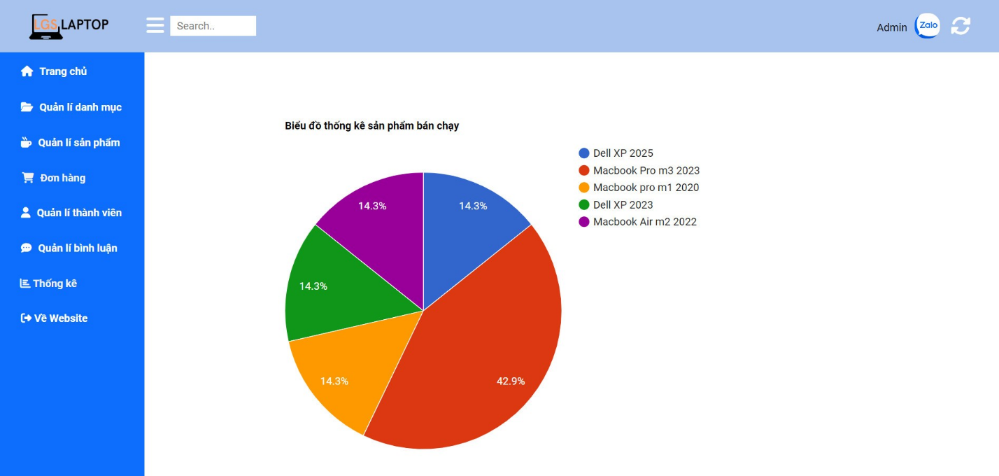 LGS LAPTOP
Search..
Admin
Zalo
Trang chủ
Quản lí danh mục
Quản lí sản phẩm
Đơn hàng
Quản lí thành viên
Quản lí bình luận
Thống kê
Về Website
Biểu đồ thống kê sản phẩm bán chạy
Dell XP 2025
Macbook Pro m3 2023
Macbook pro m1 2020
Dell XP 2023
Macbook Air m2 2022
14.3%
14.3%
14.3%
14.3%
42.9%